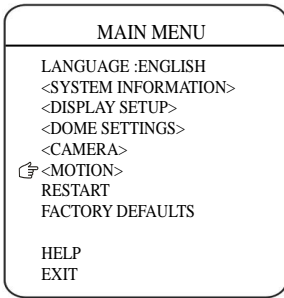 MAIN MENU
LANGUAGE :ENGLISH
<SYSTEM INFORMATION>
<DISPLAY SETUP>
<DOME SETTINGS>
<CAMERA>
<MOTION>
RESTART
FACTORY DEFAULTS
HELP
EXIT